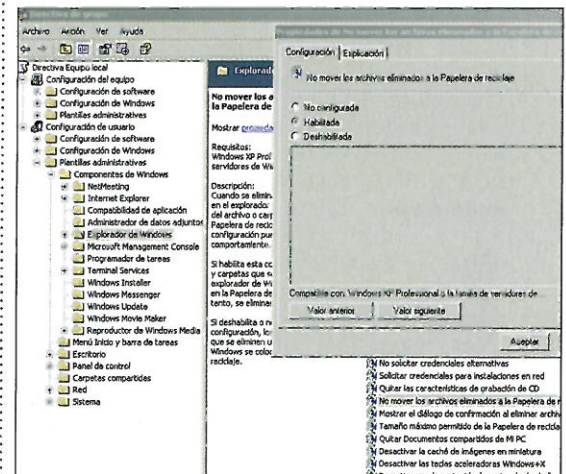 Directiva de grupo
Archivo Acción Ver Ayuda
Directiva Equipo local
Configuración del equipo
Configuración de software
Configuración de Windows
Plantillas administrativas
Configuración de usuario
Configuración de software
Configuración de Windows
Plantillas administrativas
Componentes de Windows
NetMeeting
Internet Explorer
Compatibilidad de aplicación
Administrador de datos adjuntos
Explorador de Windows
Microsoft Management Console
Programador de tareas
Terminal Services
Windows Installer
Windows Messenger
Windows Update
Windows Movie Maker
Reproductor de Windows Media
Menú Inicio y barra de tareas
Escritorio
Panel de control
Carpetas compartidas
Red
Sistema
Explorad
No mover los a
la Papelera de
Mostrar
Requisitos:
Windows XP Prof
servidores de Wi
Descripción:
Cuando se elimin
en el explorador
del archivo o carp
Papelera de recic
configuración pue
comportamiento.
Si habilita esta co
y carpetas que s
explorador de Wi
en la Papelera de
tanto, se elimina
Si deshabilita o n
configuración, lo
que se eliminen u
Windows se coloc
reciclaje.
Configuración Explicación
No mover los archivos eliminados a la Papelera de reciclaje
No configurada
Habilitada
Deshabilitada
Compatible con: Windows XP Professional o la familia de servidores de
Valor anterior Valor siguiente
Aceptar
No solicitar credenciales alternativas
Solicitar credenciales para instalaciones en red
Quitar las características de grabación de CD
No mover los archivos eliminados a la Papelera de r
Mostrar el diálogo de confirmación al eliminar archiv
Tamaño máximo permitido de la Papelera de recicla
Quitar Documentos compartidos de Mi PC
Desactivar la caché de imágenes en miniatura
Desactivar las teclas aceleradoras Windows+X